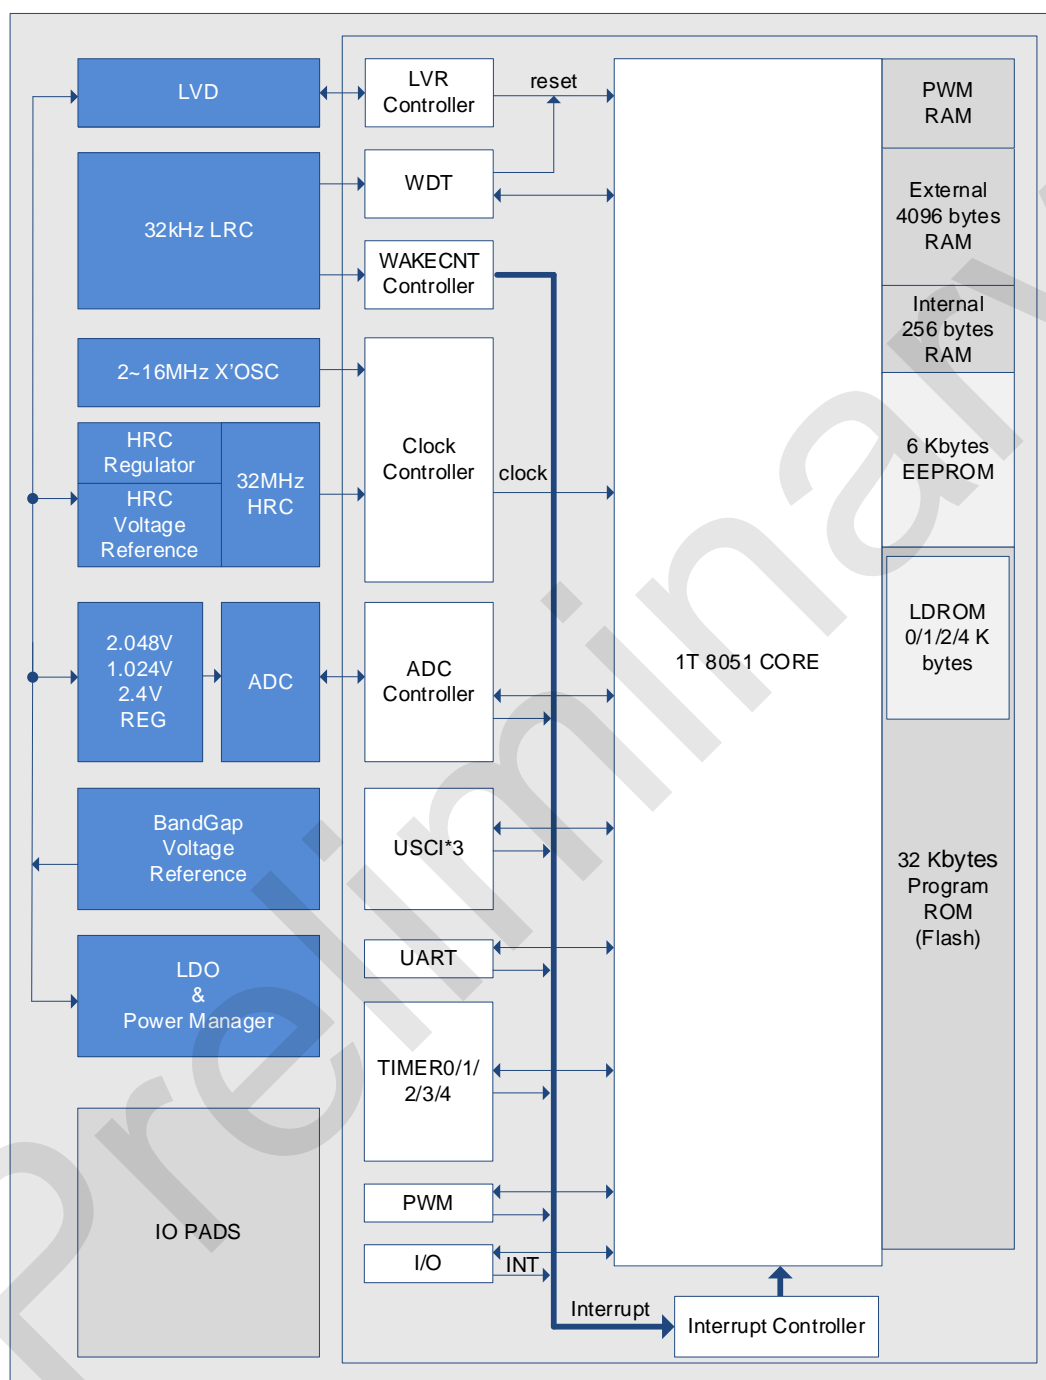 LVD
LVR
Controller
reset
PWM
RAM
32kHz LRC
WDT
External
4096 bytes
RAM
WAKECNT
Controller
Internal
256 bytes
RAM
2~16MHz X'OSC
Clock
Controller
clock
HRC
Regulator
HRC
Voltage
Reference
32MHz
HRC
6 Kbytes
EEPROM
LDROM
0/1/2/4 K
bytes
2.048V
1.024V
2.4V
REG
ADC
ADC
Controller
1T 8051 CORE
BandGap
Voltage
Reference
USCI*3
32 Kbytes
Program
ROM
(Flash)
UART
LDO
&
Power Manager
TIMER0/1/
2/3/4
IO PADS
PWM
I/O
INT
Interrupt
Interrupt Controller
Preliminary